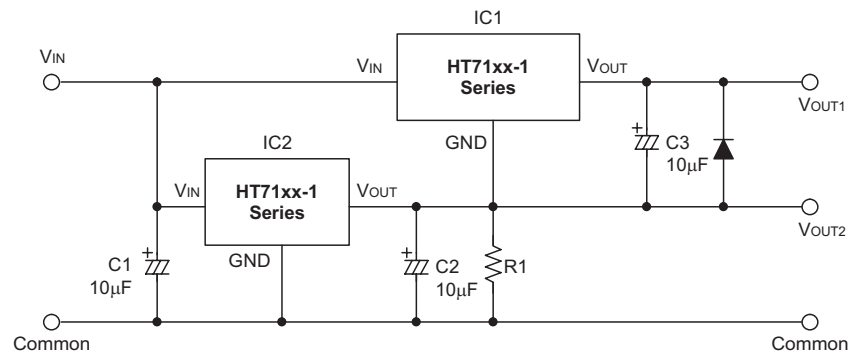 IC1
VIN
VIN
HT71xx-1
Series
VOUT
VOUT1
GND
C3
10μF
IC2
VIN
HT71xx-1
Series
VOUT
VOUT2
GND
C1
10μF
C2
10μF
R1
Common
Common